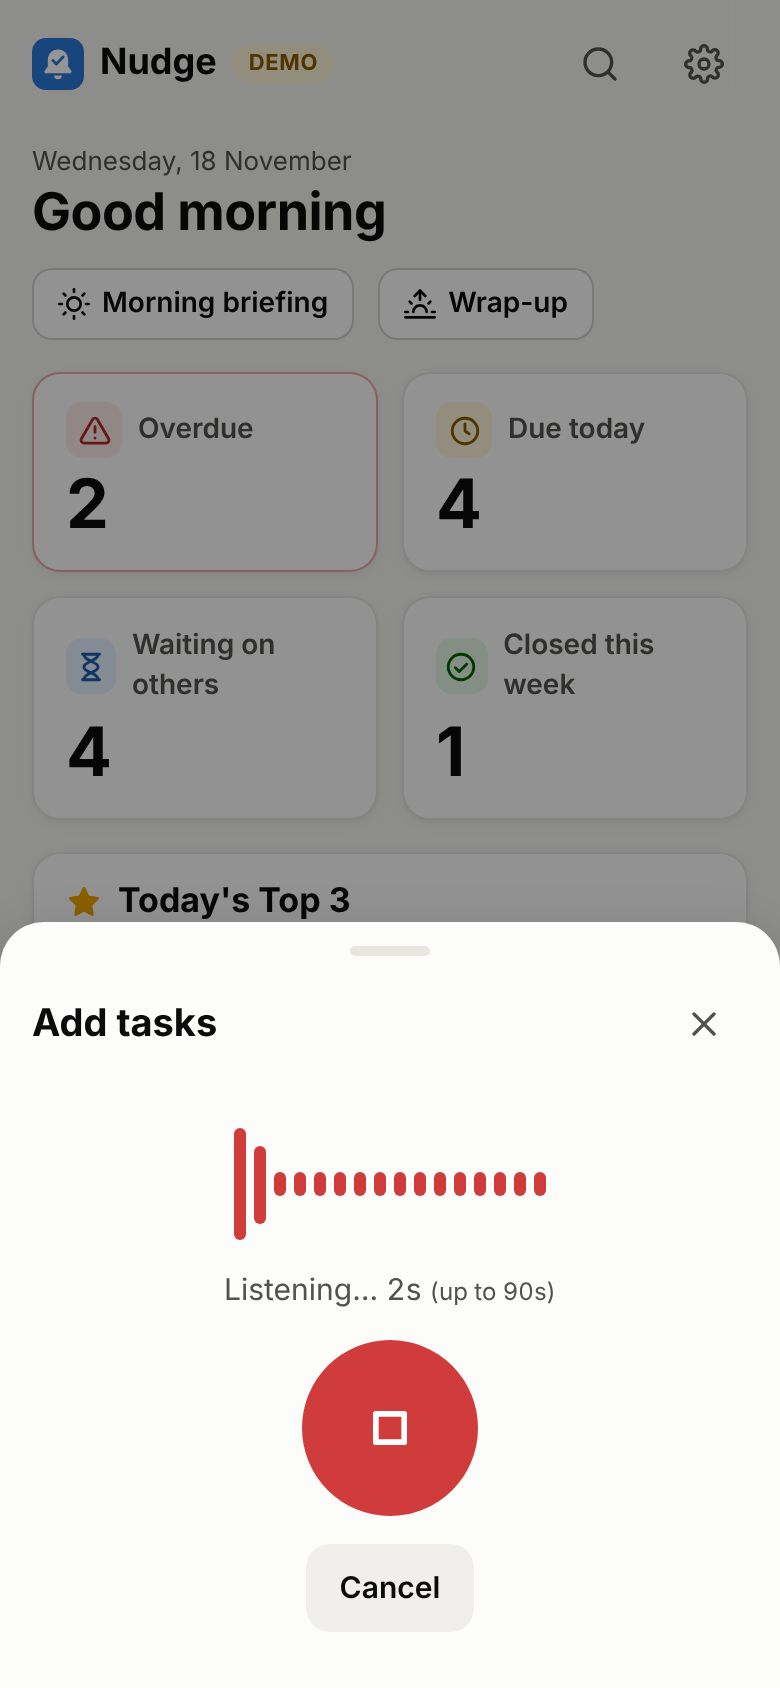 Nudge DEMO
Wednesday, 18 November
Good morning
Morning briefing
Wrap-up
Overdue
2
Due today
4
Waiting on
others
4
Closed this
week
1
Today's Top 3
Add tasks
Listening... 2s (up to 90s)
Cancel